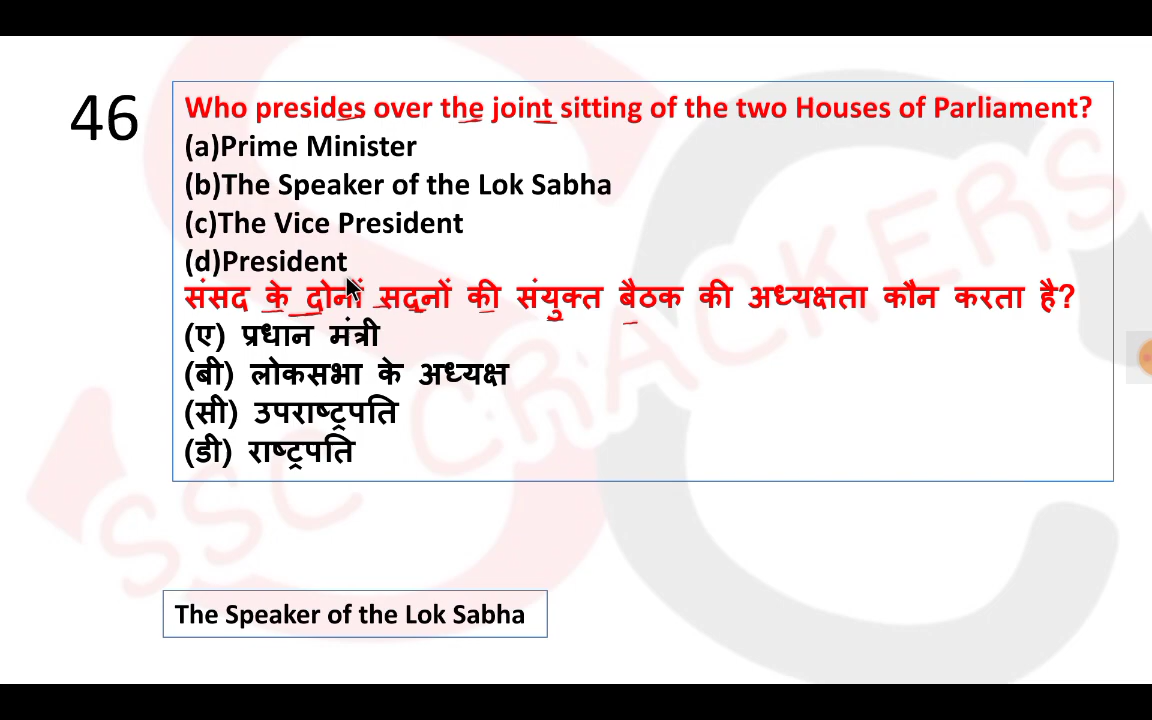 46
Who presides over the joint sitting of the two Houses of Parliament?
(a)Prime Minister
(b)The Speaker of the Lok Sabha
(c)The Vice President
(d)President
संसद के दोनों सदनों की संयुक्त बैठक की अध्यक्षता कौन करता है?
(ए) प्रधान मंत्री
(बी) लोकसभा के अध्यक्ष
(सी) उपराष्ट्रपति
(डी) राष्ट्रपति
SSC CRACKERS
The Speaker of the Lok Sabha